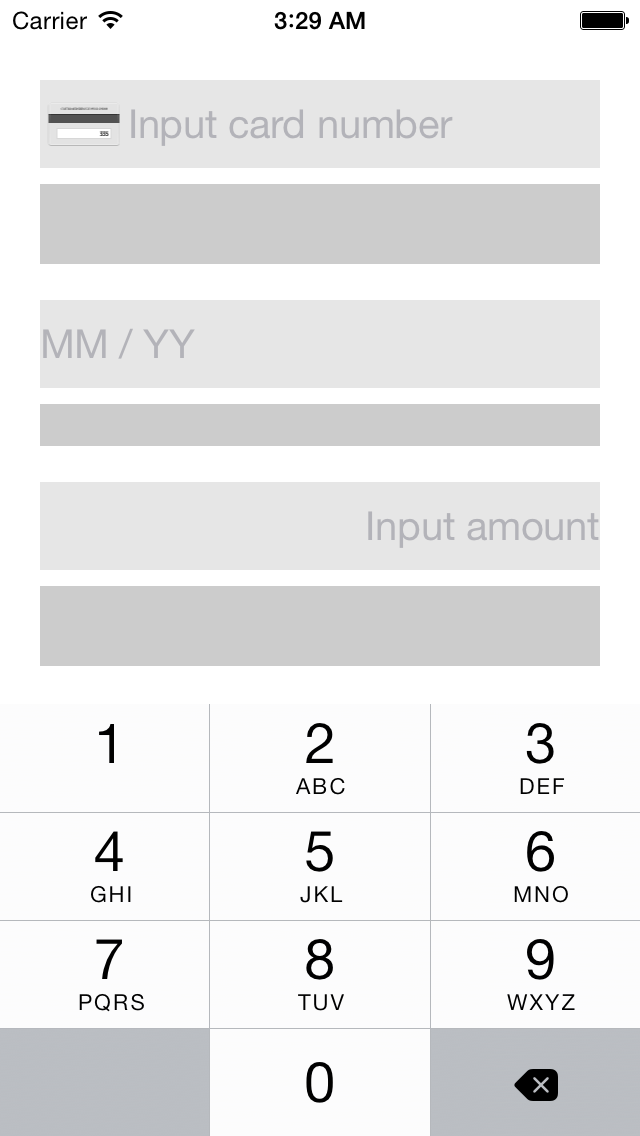 Carrier 3:29 AM
Input card number
MM / YY
Input amount
1 2 3
ABC DEF
4 5 6
GHI JKL MNO
7 8 9
PQRS TUV WXYZ
0